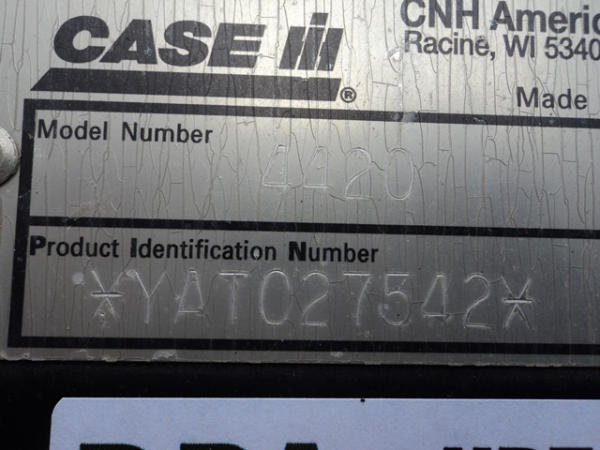 CASE IH®
CNH Americ
Racine, WI 5340
Made
Model Number
4420
Product Identification Number
*YAT027542*